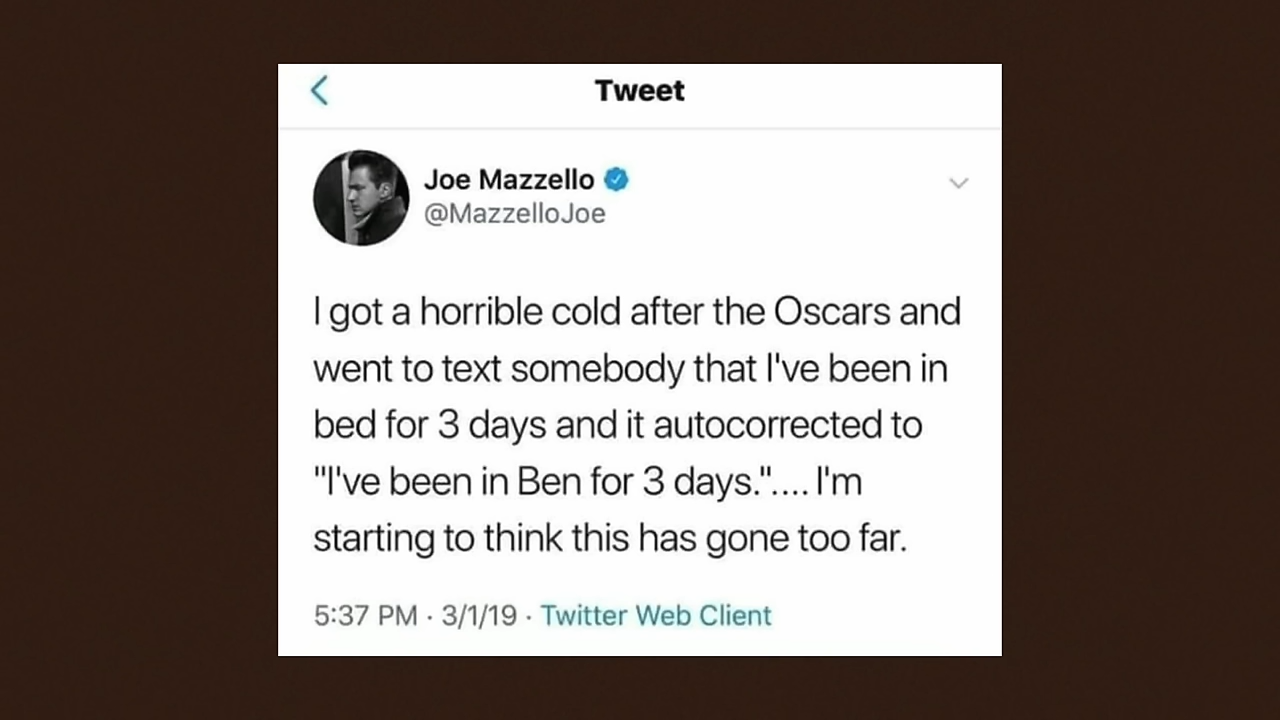 Tweet
Joe Mazzello
@MazzelloJoe
I got a horrible cold after the Oscars and
went to text somebody that I've been in
bed for 3 days and it autocorrected to
"I've been in Ben for 3 days.".... I'm
starting to think this has gone too far.
5:37 PM · 3/1/19 · Twitter Web Client